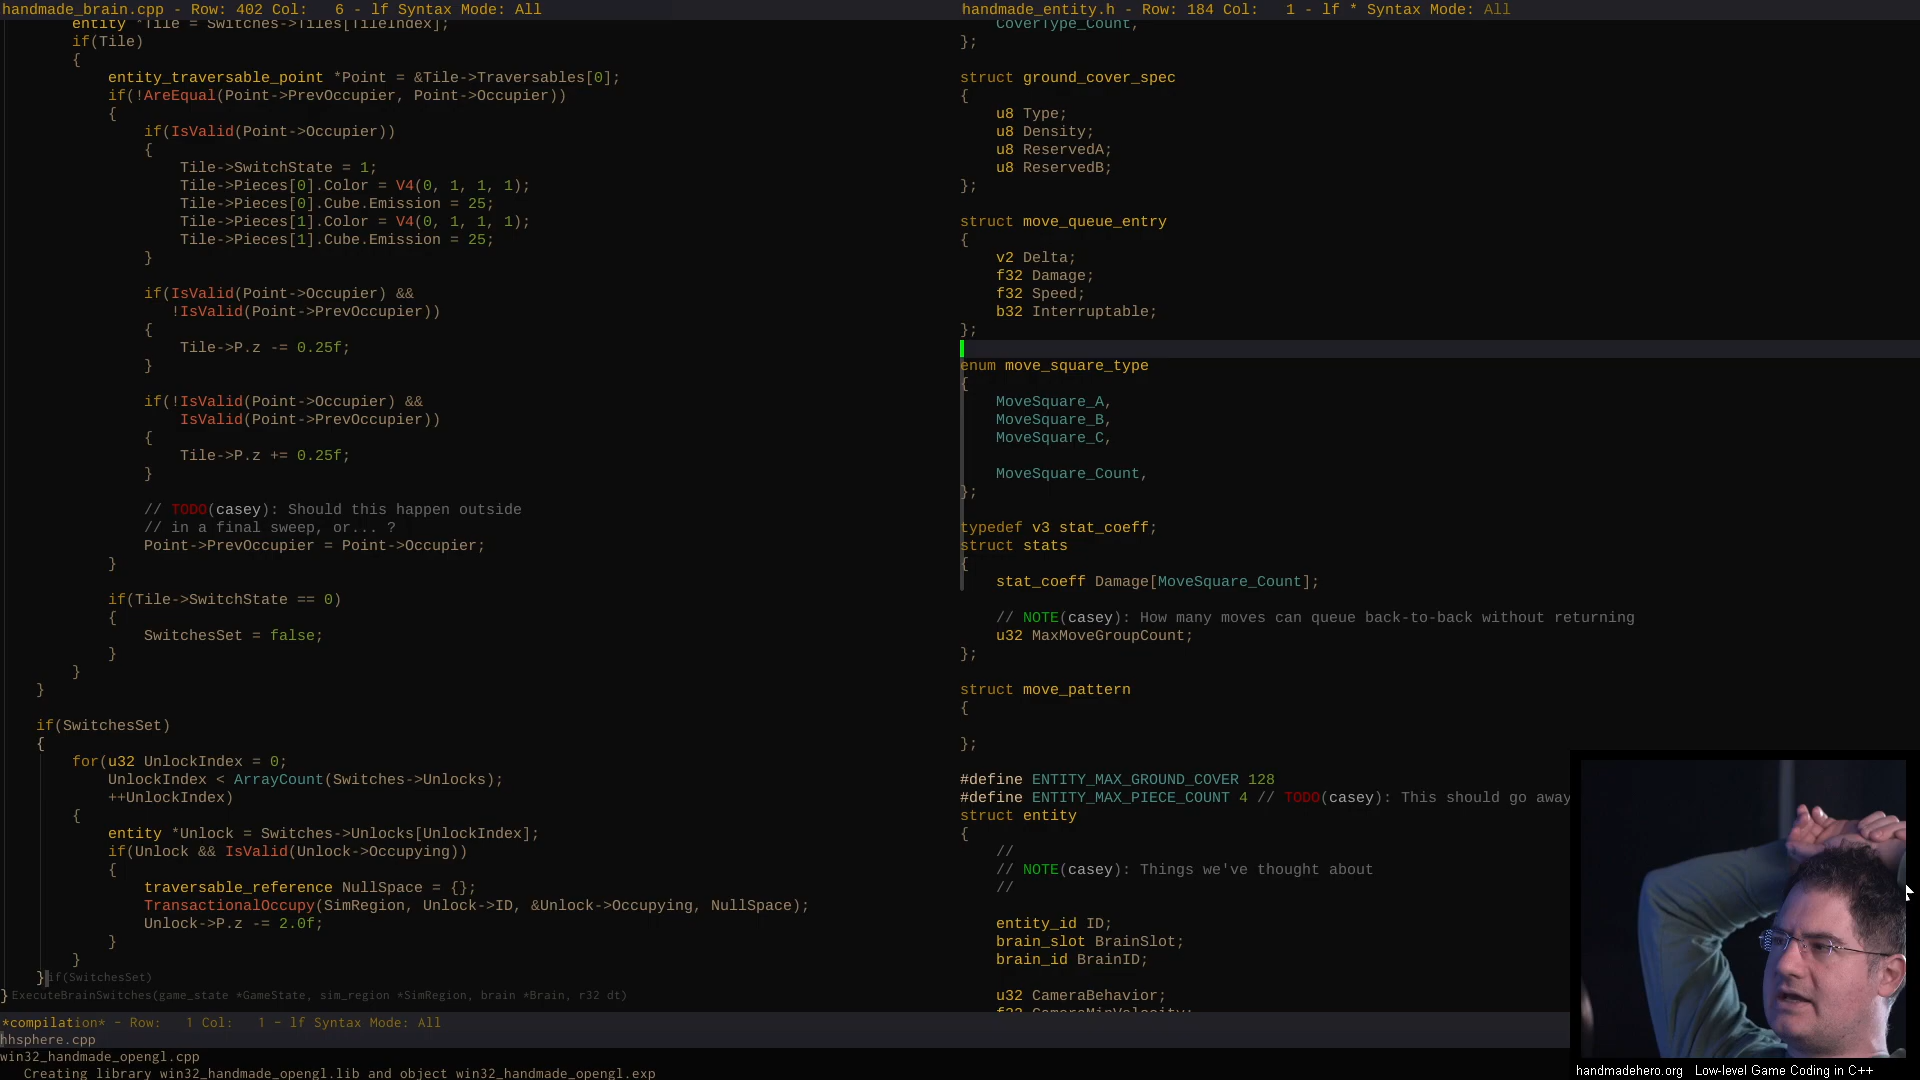 handmade_brain.cpp - Row: 402 Col:   6 - lf Syntax Mode: All
entity *Tile = Switches->Tiles[TileIndex];
if(Tile)
{
entity_traversable_point *Point = &Tile->Traversables[0];
if(!AreEqual(Point->PrevOccupier, Point->Occupier))
{
if(IsValid(Point->Occupier))
{
Tile->SwitchState = 1;
Tile->Pieces[0].Color = V4(0, 1, 1, 1);
Tile->Pieces[0].Cube.Emission = 25;
Tile->Pieces[1].Color = V4(0, 1, 1, 1);
Tile->Pieces[1].Cube.Emission = 25;
}
if(IsValid(Point->Occupier) &&
!IsValid(Point->PrevOccupier))
{
Tile->P.z -= 0.25f;
}
if(!IsValid(Point->Occupier) &&
IsValid(Point->PrevOccupier))
{
Tile->P.z += 0.25f;
}
// TODO(casey): Should this happen outside
// in a final sweep, or... ?
Point->PrevOccupier = Point->Occupier;
}
if(Tile->SwitchState == 0)
{
SwitchesSet = false;
}
}
}
if(SwitchesSet)
{
for(u32 UnlockIndex = 0;
UnlockIndex < ArrayCount(Switches->Unlocks);
++UnlockIndex)
{
entity *Unlock = Switches->Unlocks[UnlockIndex];
if(Unlock && IsValid(Unlock->Occupying))
{
traversable_reference NullSpace = {};
TransactionalOccupy(SimRegion, Unlock->ID, &Unlock->Occupying, NullSpace);
Unlock->P.z -= 2.0f;
}
}
} if(SwitchesSet)
} ExecuteBrainSwitches(game_state *GameState, sim_region *SimRegion, brain *Brain, r32 dt)
handmade_entity.h - Row: 184 Col:   1 - lf * Syntax Mode: All
CoverType_Count,
};
struct ground_cover_spec
{
u8 Type;
u8 Density;
u8 ReservedA;
u8 ReservedB;
};
struct move_queue_entry
{
v2 Delta;
f32 Damage;
f32 Speed;
b32 Interruptable;
};
enum move_square_type
{
MoveSquare_A,
MoveSquare_B,
MoveSquare_C,
MoveSquare_Count,
};
typedef v3 stat_coeff;
struct stats
{
stat_coeff Damage[MoveSquare_Count];
// NOTE(casey): How many moves can queue back-to-back without returning
u32 MaxMoveGroupCount;
};
struct move_pattern
{
};
#define ENTITY_MAX_GROUND_COVER 128
#define ENTITY_MAX_PIECE_COUNT 4 // TODO(casey): This should go away
struct entity
{
//
// NOTE(casey): Things we've thought about
//
entity_id ID;
brain_slot BrainSlot;
brain_id BrainID;
u32 CameraBehavior;
f32 CameraMinVelocity;
*compilation* - Row:   1 Col:   1 - lf Syntax Mode: All
hhsphere.cpp
win32_handmade_opengl.cpp
Creating library win32_handmade_opengl.lib and object win32_handmade_opengl.exp
handmadehero.org   Low-level Game Coding in C++